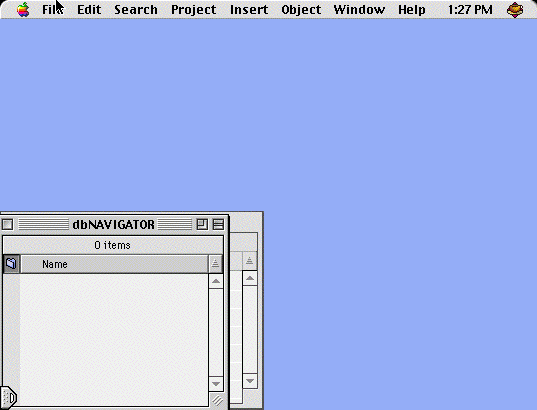 File Edit Search Project Insert Object Window Help 1:27 PM
dbNAVIGATOR
0 items
Name